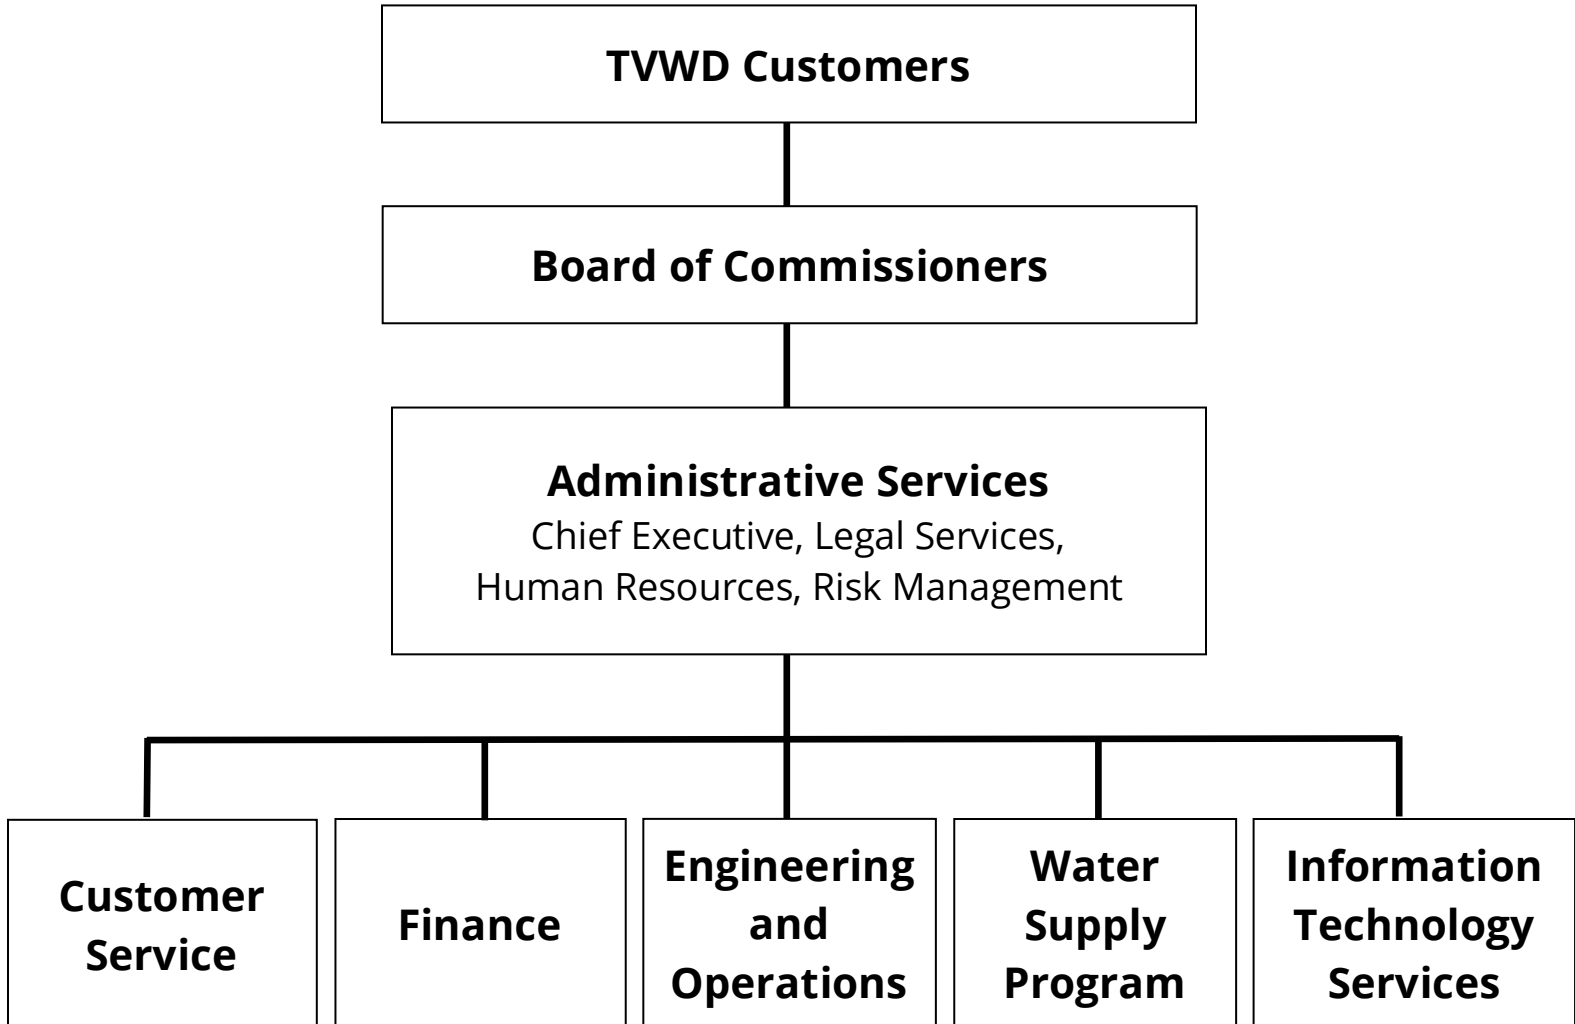 TVWD Customers
Board of Commissioners
Administrative Services
Chief Executive, Legal Services,
Human Resources, Risk Management
Customer
Service
Finance
Engineering
and
Operations
Water
Supply
Program
Information
Technology
Services